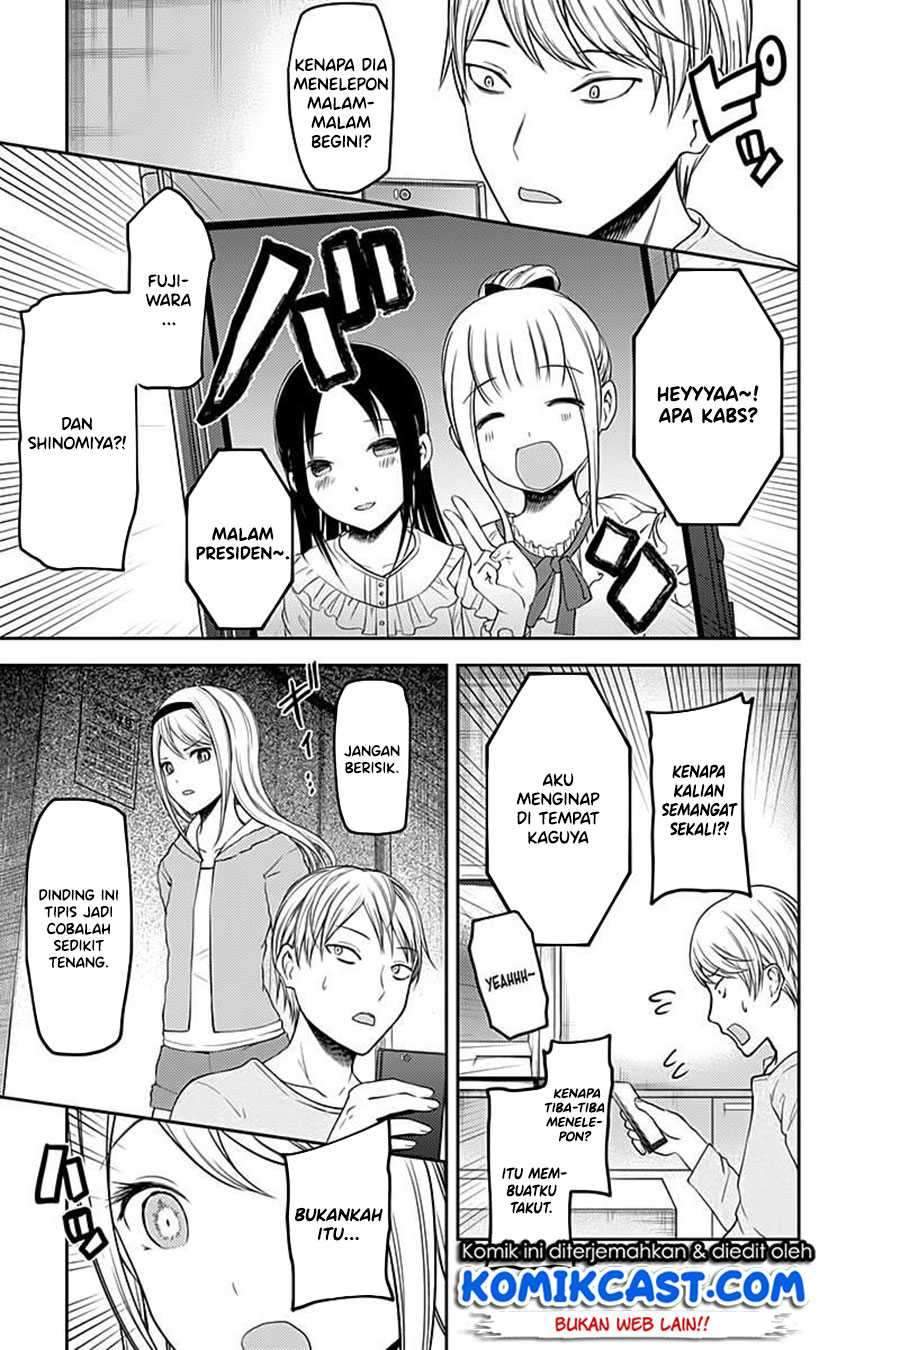 KENAPA DIA
MENELEPON
MALAM-
MALAM
BEGINI?
ピッ
HEYYYAA~!
APA KABS?
MALAM
PRESIDEN~.
FUJI-
WARA
...
DAN
SHINOMIYA?!
KENAPA
KALIAN
SEMANGAT
SEKALI?!
AKU
MENGINAP
DI TEMPAT
KAGUYA
YEAHHH~
KENAPA
TIBA-TIBA
MENELE-
PON?
ITU MEM-
BUATKU
TAKUT.
JANGAN
BERISIK.
DINDING INI
TIPIS JADI
COBALAH
SEDIKIT
TENANG.
BUKANKAH
ITU...
Komik ini diterjemahkan & diedit oleh
KOMIKCAST.COM
BUKAN WEB LAIN!!